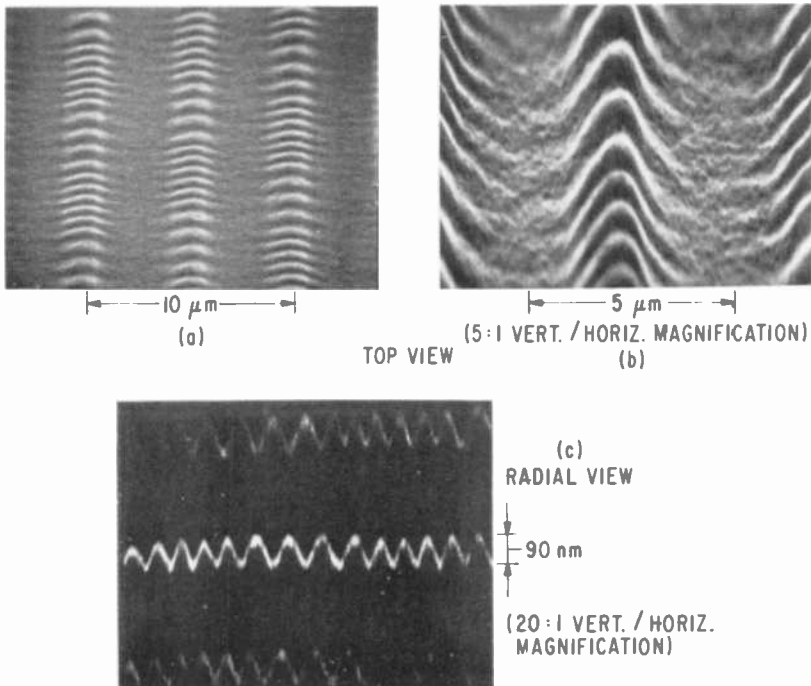 10 μm
(a)
5 μm
(5:1 VERT. / HORIZ. MAGNIFICATION)
TOP VIEW
(b)
(c)
RADIAL VIEW
90 nm
(20:1 VERT. / HORIZ.
MAGNIFICATION)